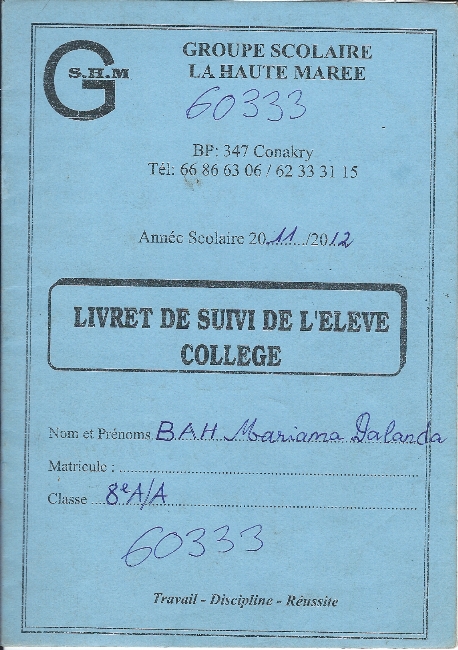 G S.H.M
GROUPE SCOLAIRE
LA HAUTE MAREE
60333
BP: 347 Conakry
Tél: 66 86 63 06 / 62 33 31 15
Année Scolaire 2011..../2012
LIVRET DE SUIVI DE L'ELEVE
COLLEGE
Nom et Prénoms BAH Mariama Dalanda
Matricule :
Classe 8e A/A
60333
Travail - Discipline - Réussite